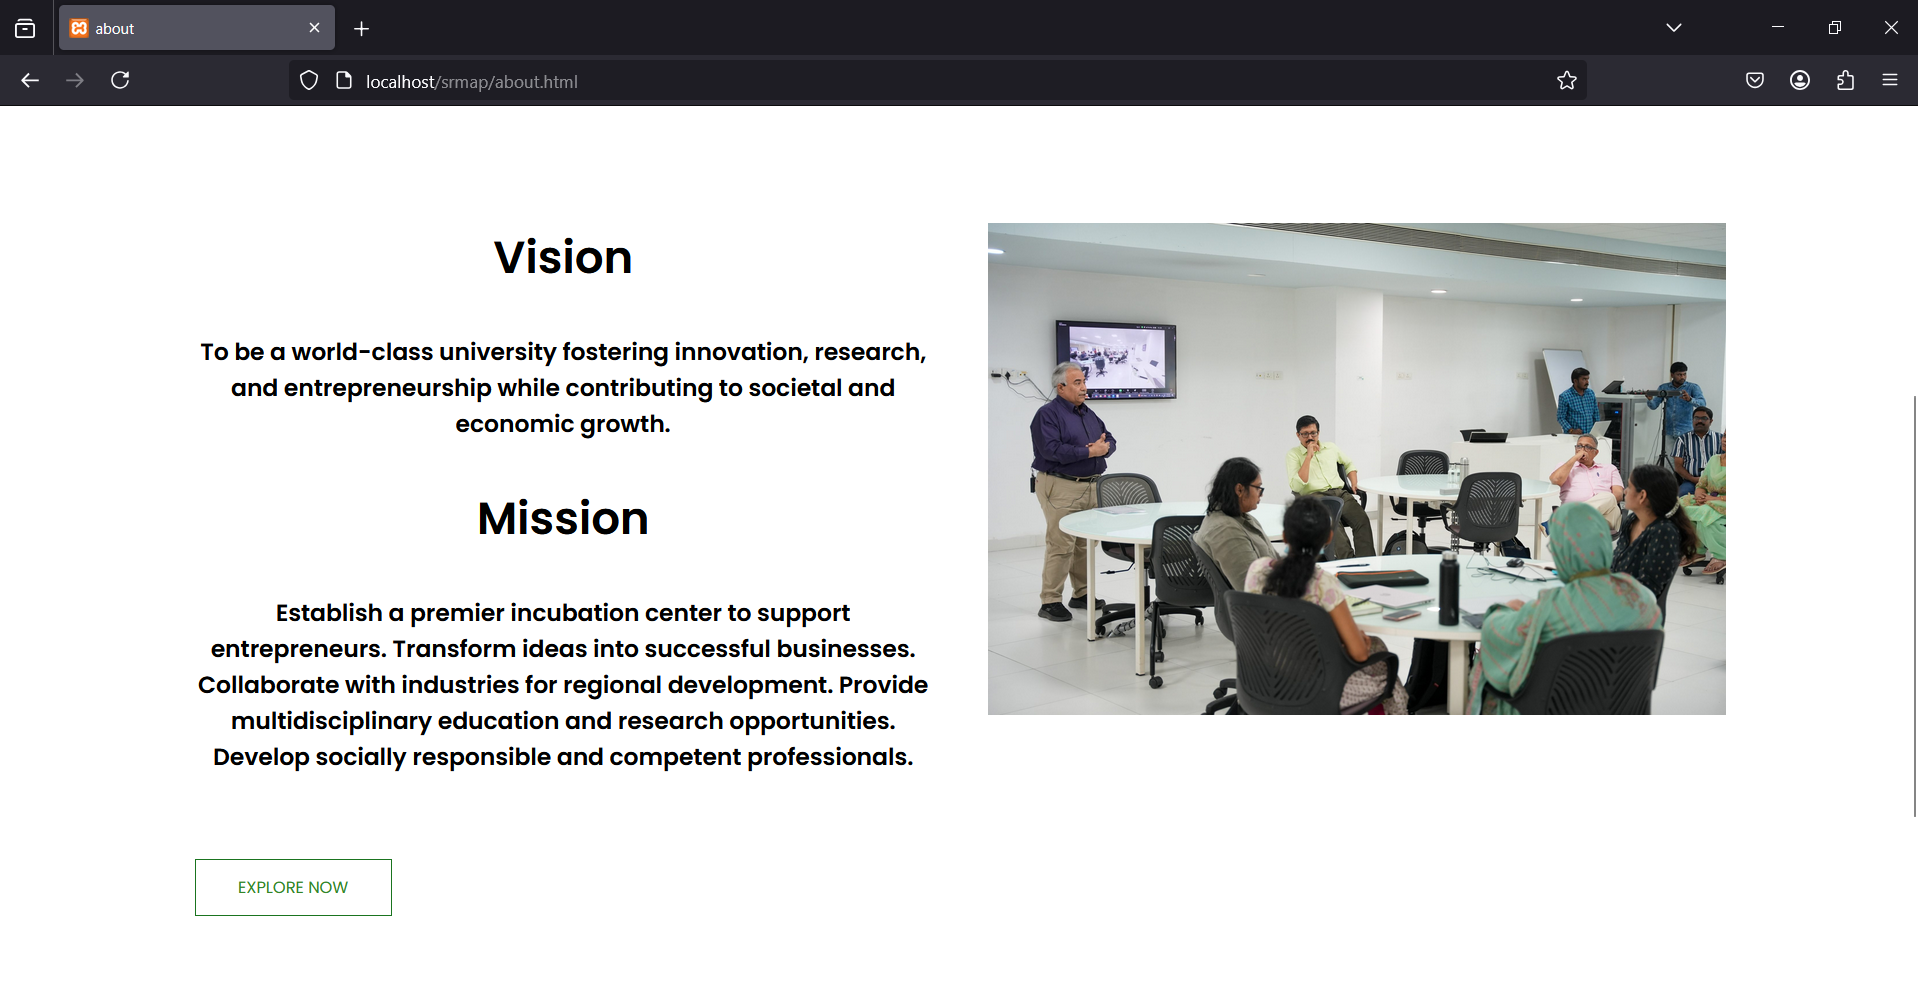 about
localhost/srmap/about.html
Vision
To be a world-class university fostering innovation, research,
and entrepreneurship while contributing to societal and
economic growth.
Mission
Establish a premier incubation center to support
entrepreneurs. Transform ideas into successful businesses.
Collaborate with industries for regional development. Provide
multidisciplinary education and research opportunities.
Develop socially responsible and competent professionals.
EXPLORE NOW